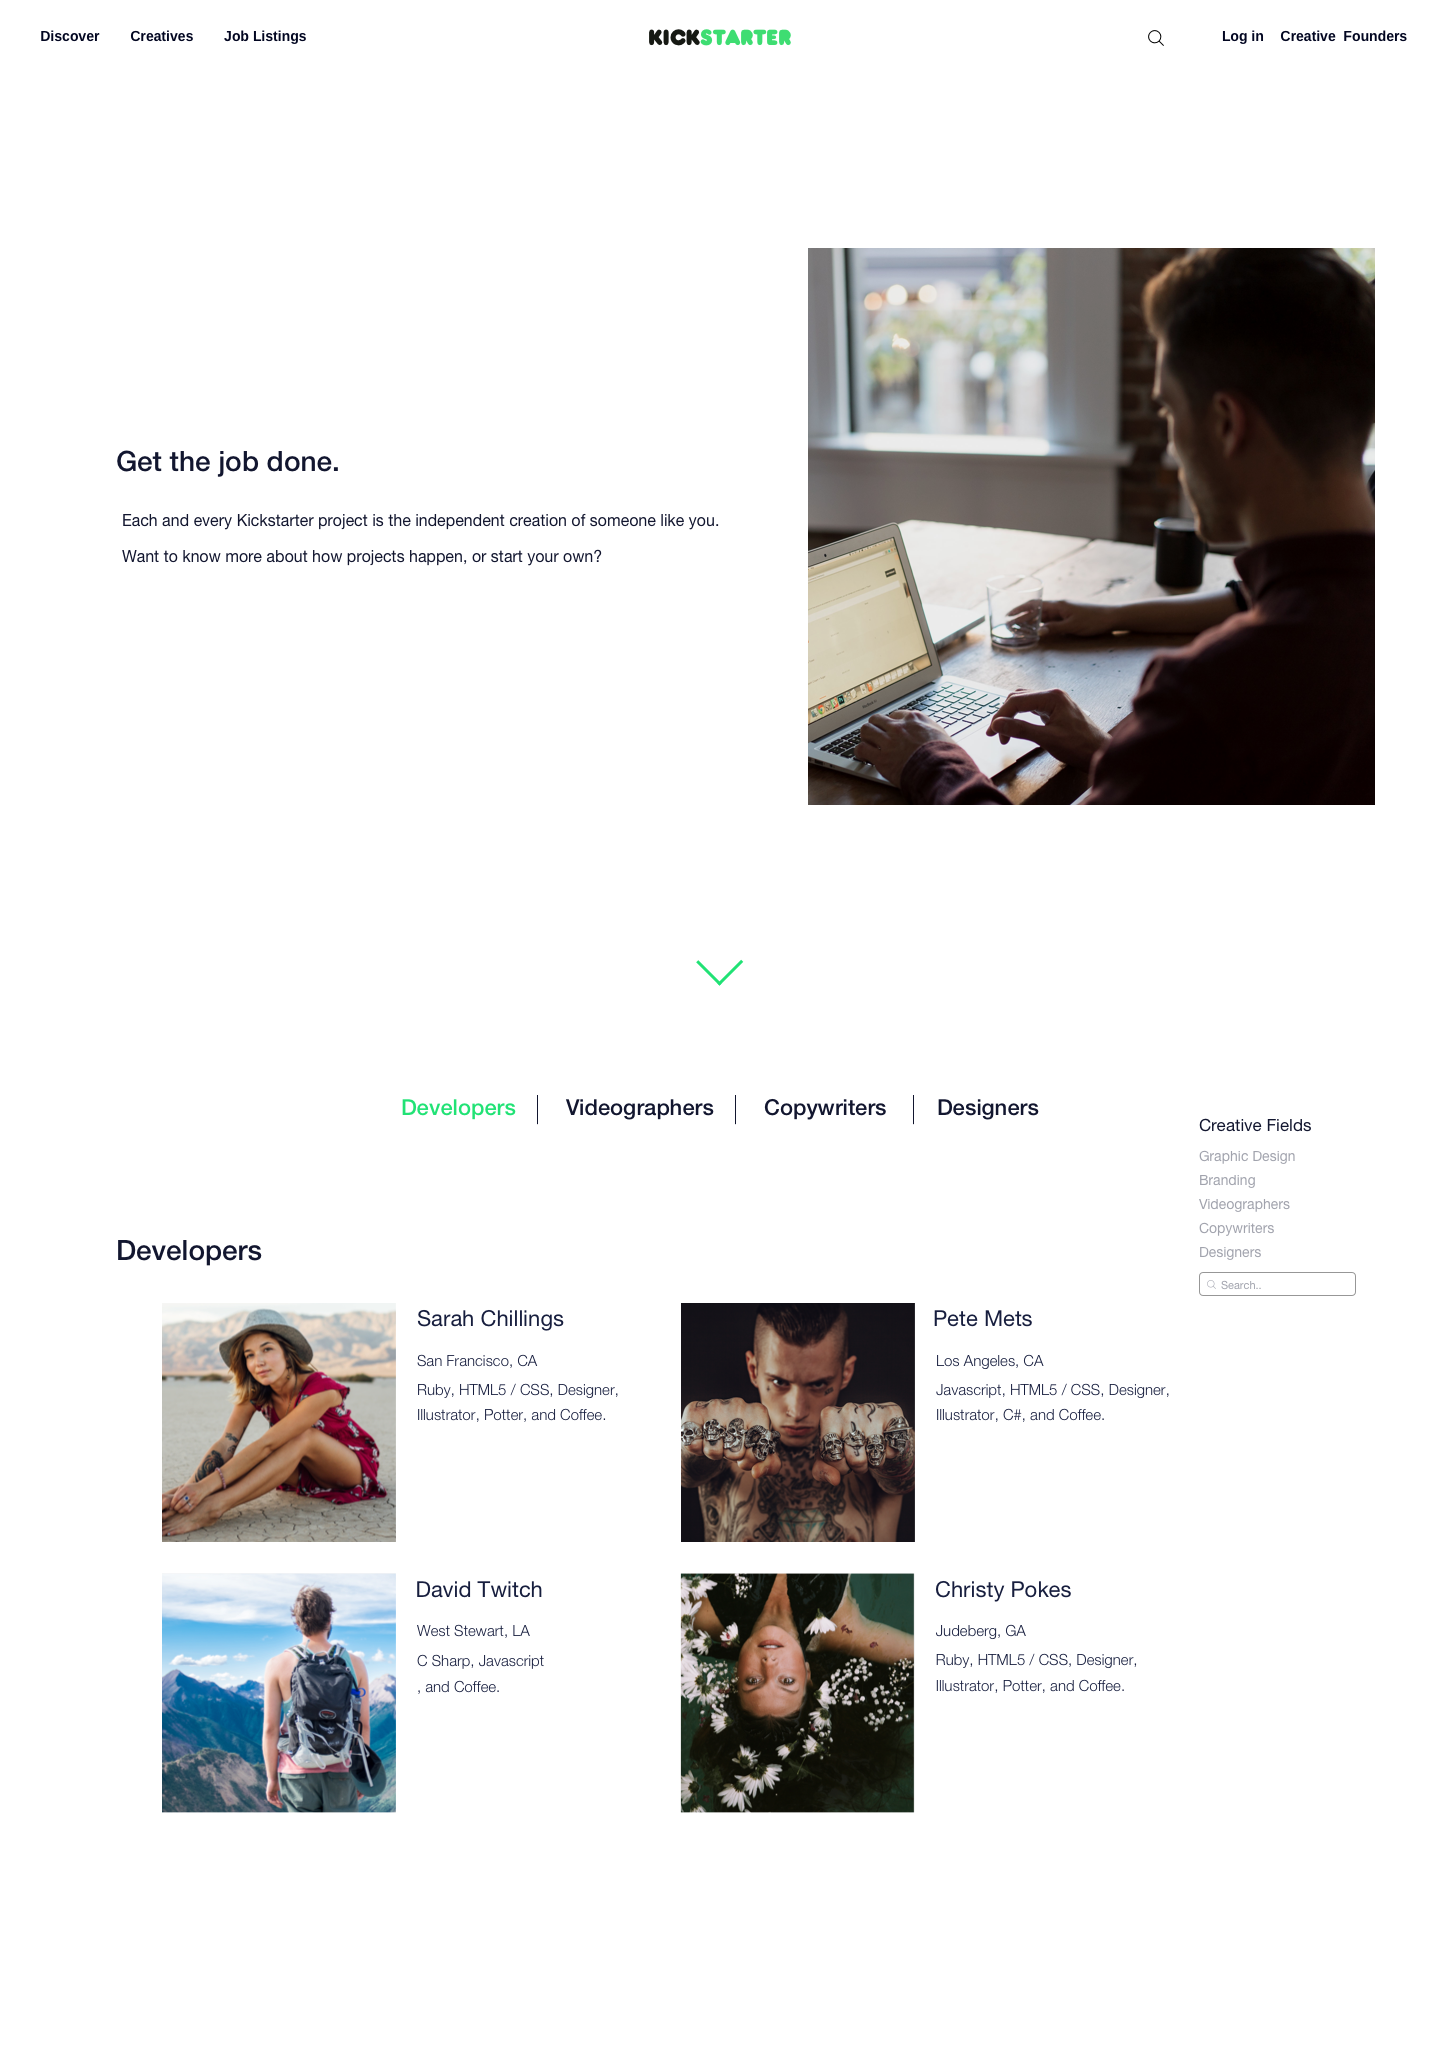 Discover Creatives Job Listings KICKSTARTER Log in Creative Founders
Get the job done.
Each and every Kickstarter project is the independent creation of someone like you.
Want to know more about how projects happen, or start your own?
Developers Videographers Copywriters Designers
Creative Fields
Graphic Design
Branding
Videographers
Copywriters
Designers
Search..
Developers
Sarah Chillings
San Francisco, CA
Ruby, HTML5 / CSS, Designer,
Illustrator, Potter, and Coffee.
Pete Mets
Los Angeles, CA
Javascript, HTML5 / CSS, Designer,
Illustrator, C#, and Coffee.
David Twitch
West Stewart, LA
C Sharp, Javascript
, and Coffee.
Christy Pokes
Judeberg, GA
Ruby, HTML5 / CSS, Designer,
Illustrator, Potter, and Coffee.